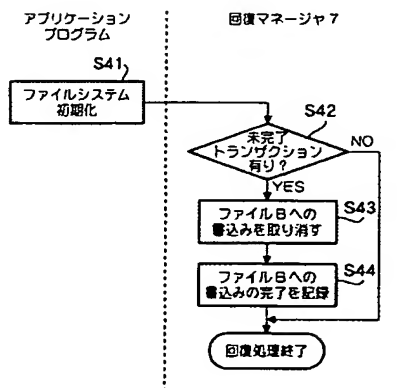 アプリケーション
プログラム
回復マネージャ7
S41
ファイルシステム
初期化
S42
未完了
トランザクション
有り?
NO
YES
S43
ファイルBへの
書込みを取り消す
S44
ファイルBへの
書込みの完了を記録
回復処理終了